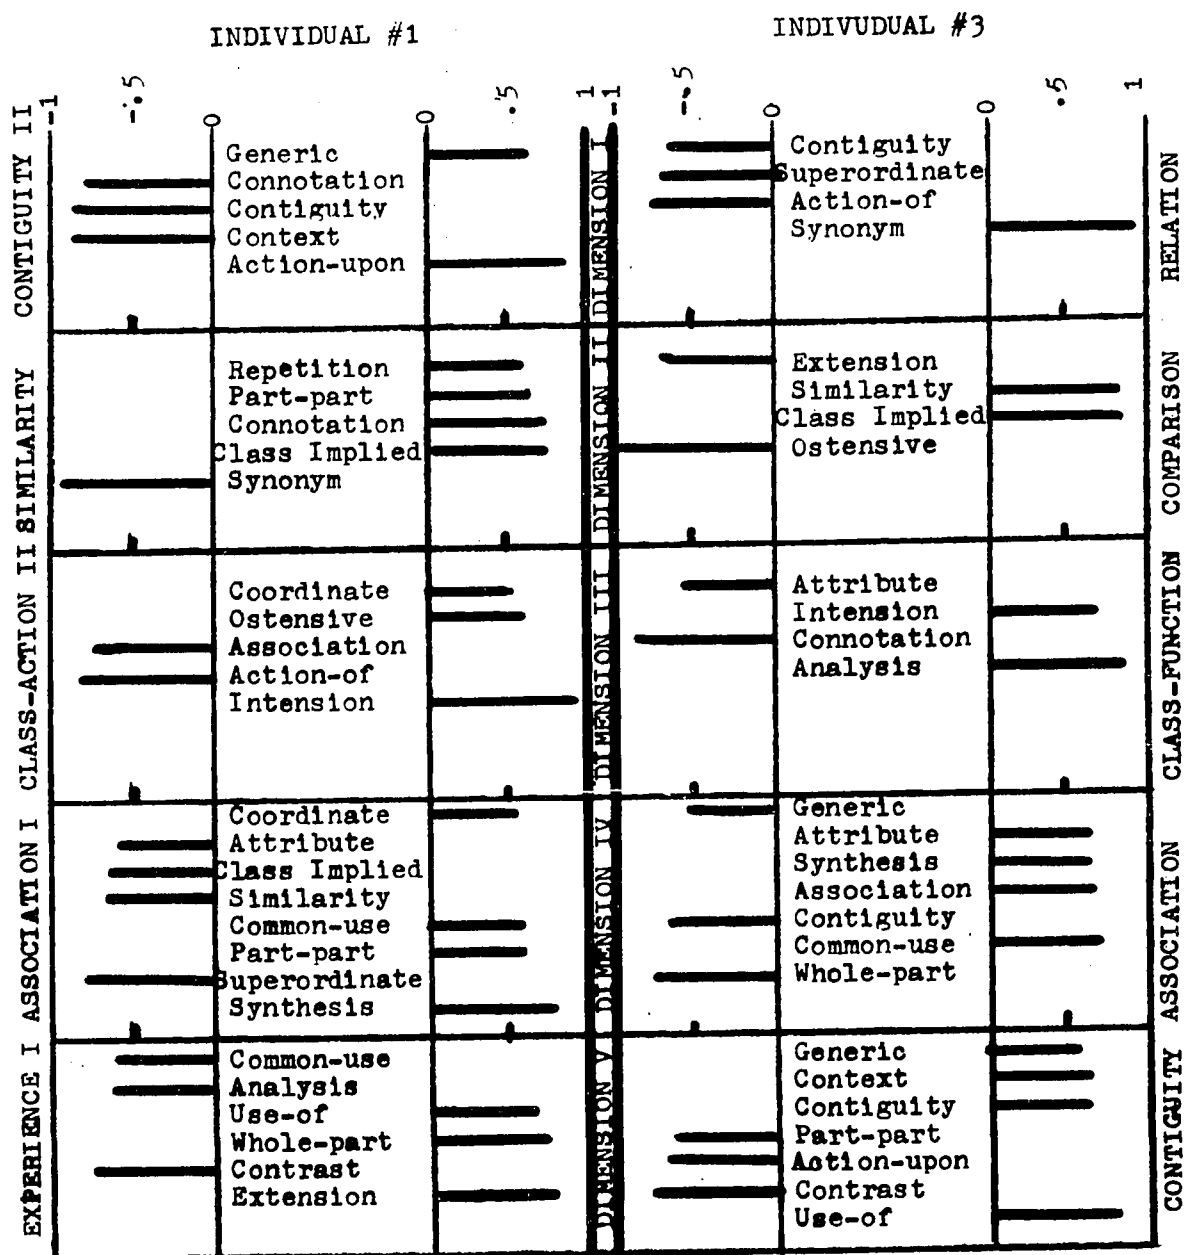 INDIVIDUAL #1
INDIVUDUAL #3
-1
-.5
0
0
.5
1
-1
-.5
0
0
.5
1
CONTIGUITY II
Generic
Connotation
Contiguity
Context
Action-upon
DIMENSION I
Contiguity
Superordinate
Action-of
Synonym
RELATION
SIMILARITY
Repetition
Part-part
Connotation
Class Implied
Synonym
DIMENSION II
Extension
Similarity
Class Implied
Ostensive
COMPARISON
CLASS-ACTION II
Coordinate
Ostensive
Association
Action-of
Intension
DIMENSION III
Attribute
Intension
Connotation
Analysis
CLASS-FUNCTION
ASSOCIATION I
Coordinate
Attribute
Class Implied
Similarity
Common-use
Part-part
Superordinate
Synthesis
DIMENSION IV
Generic
Attribute
Synthesis
Association
Contiguity
Common-use
Whole-part
ASSOCIATION
EXPERIENCE I
Common-use
Analysis
Use-of
Whole-part
Contrast
Extension
DIMENSION V
Generic
Context
Contiguity
Part-part
Action-upon
Contrast
Use-of
CONTIGUITY